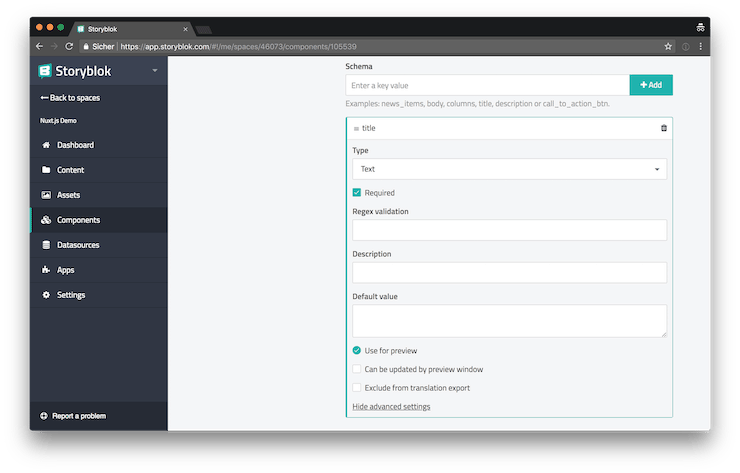 Storyblok
Sicher | https://app.storyblok.com/#!/me/spaces/46073/components/105539
Storyblok
Back to spaces
Nuxt.js Demo
Dashboard
Content
Assets
Components
Datasources
Apps
Settings
Report a problem
Schema
Enter a key value
+ Add
Examples: news_items, body, columns, title, description or call_to_action_btn.
title
Type
Text
Required
Regex validation
Description
Default value
Use for preview
Can be updated by preview window
Exclude from translation export
Hide advanced settings